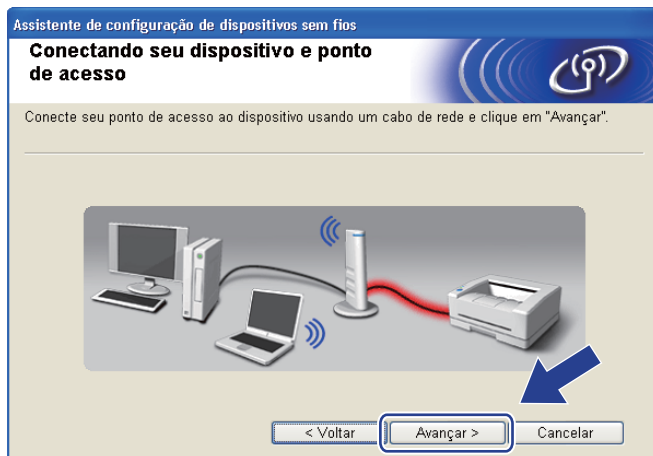 Assistente de configuração de dispositivos sem fios
Conectando seu dispositivo e ponto
de acesso
Conecte seu ponto de acesso ao dispositivo usando um cabo de rede e clique em "Avançar".
< Voltar
Avançar >
Cancelar